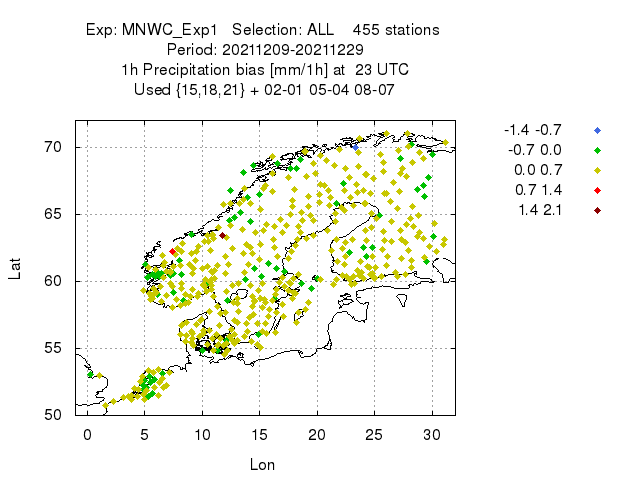 Exp: MNWC_Exp1 Selection: ALL 455 stations
Period: 20211209-20211229
1h Precipitation bias [mm/1h] at 23 UTC
Used {15,18,21} + 02-01 05-04 08-07
-1.4 -0.7
-0.7 0.0
0.0 0.7
0.7 1.4
1.4 2.1
70
65
60
55
50
Lat
0 5 10 15 20 25 30
Lon